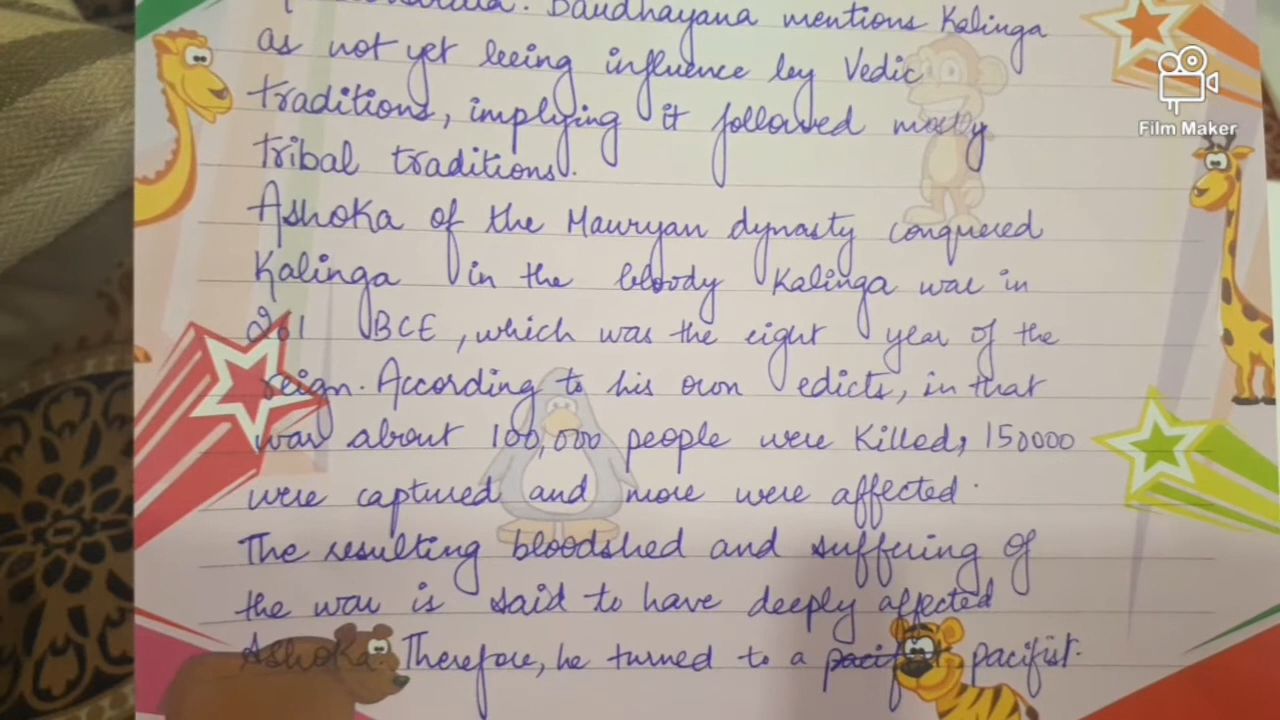 Baudhayana mentions Kalinga
as not yet being influence by Vedic
traditions, implying it followed mostly
tribal traditions.
Ashoka of the Mauryan dynasty conquered
Kalinga in the bloody Kalinga war in
261 BCE, which was the eight year of the
reign. According to his own edicts, in that
war about 100,000 people were killed, 150000
were captured and more were affected.
The resulting bloodshed and suffering of
the war is said to have deeply affected
Ashoka. Therefore, he turned to a pacifist.
Film Maker